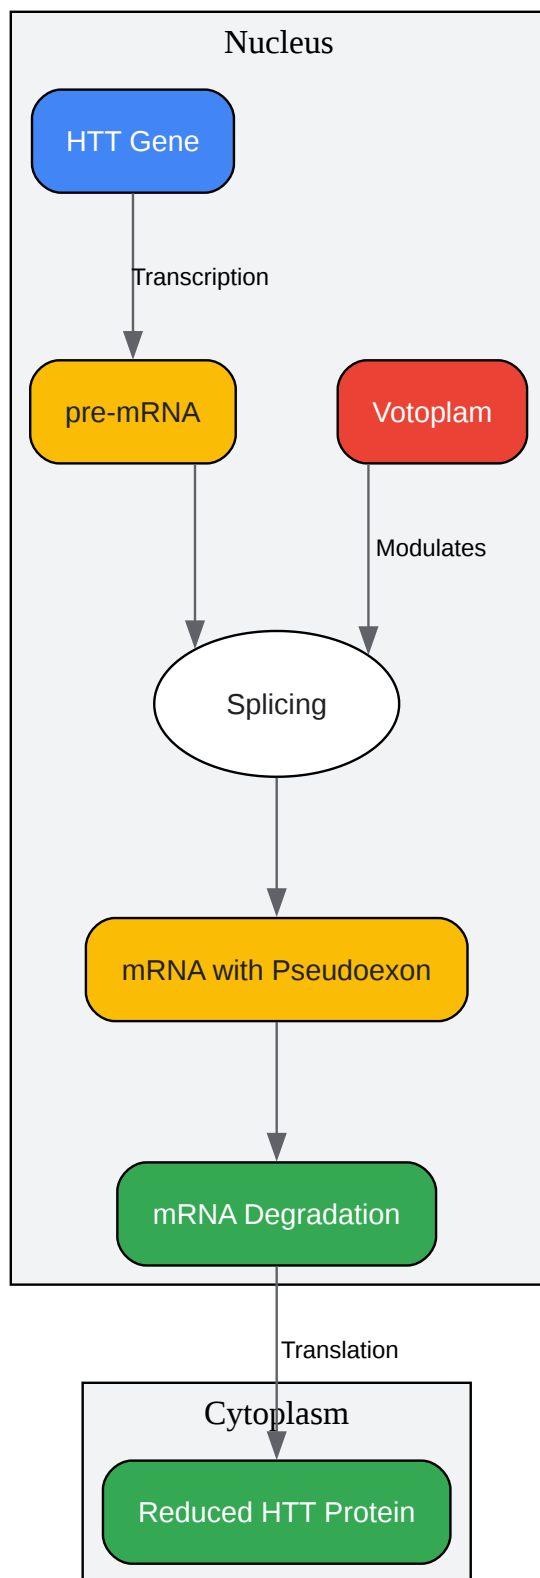 Nucleus
HTT Gene
Transcription
pre-mRNA
Votoplam
Modulates
Splicing
mRNA with Pseudoexon
mRNA Degradation
Translation
Cytoplasm
Reduced HTT Protein